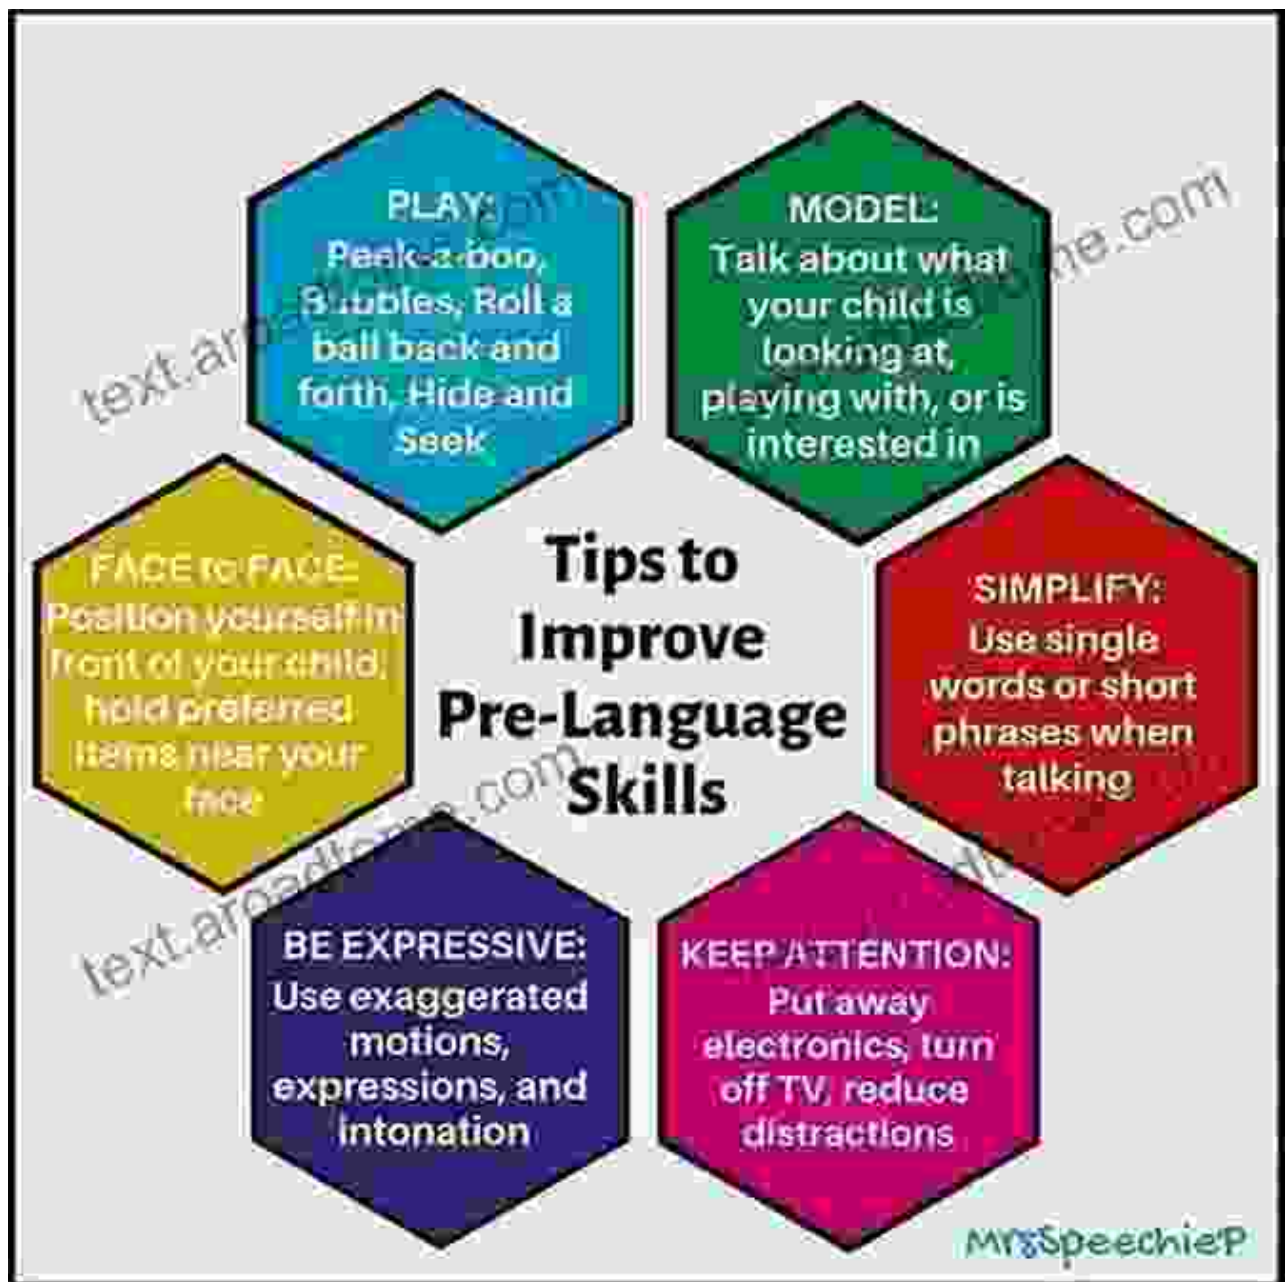 PLAY:
Peek-a-boo,
Bubbles, Roll a
ball back and
forth, Hide and
Seek
MODEL:
Talk about what
your child is
looking at,
playing with, or is
interested in
FACE to FACE:
Position yourself in
front of your child,
hold preferred
items near your
face
Tips to
Improve
Pre-Language
Skills
SIMPLIFY:
Use single
words or short
phrases when
talking
BE EXPRESSIVE:
Use exaggerated
motions,
expressions, and
intonation
KEEP ATTENTION:
Put away
electronics, turn
off TV, reduce
distractions
MrsSpeechieP
text.aroadtome.com